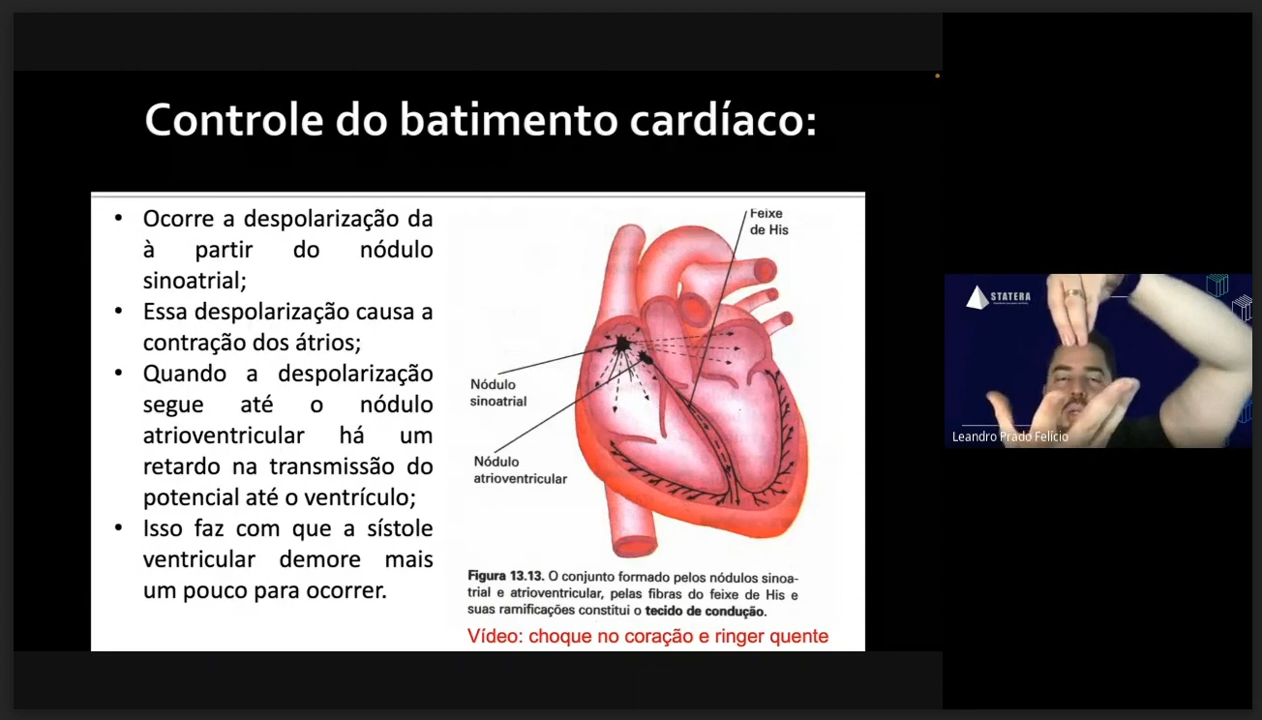 Controle do batimento cardíaco:
• Ocorre a despolarização da
à partir do nódulo
sinoatrial;
• Essa despolarização causa a
contração dos átrios;
• Quando a despolarização
segue até o nódulo
atrioventricular há um
retardo na transmissão do
potencial até o ventrículo;
• Isso faz com que a sístole
ventricular demore mais
um pouco para ocorrer.
Feixe
de His
Nódulo
sinoatrial
Nódulo
atrioventricular
Figura 13.13. O conjunto formado pelos nódulos sinoa-
trial e atrioventricular, pelas fibras do feixe de His e
suas ramificações constitui o tecido de condução.
Vídeo: choque no coração e ringer quente
STATERA
Leandro Prado Felício